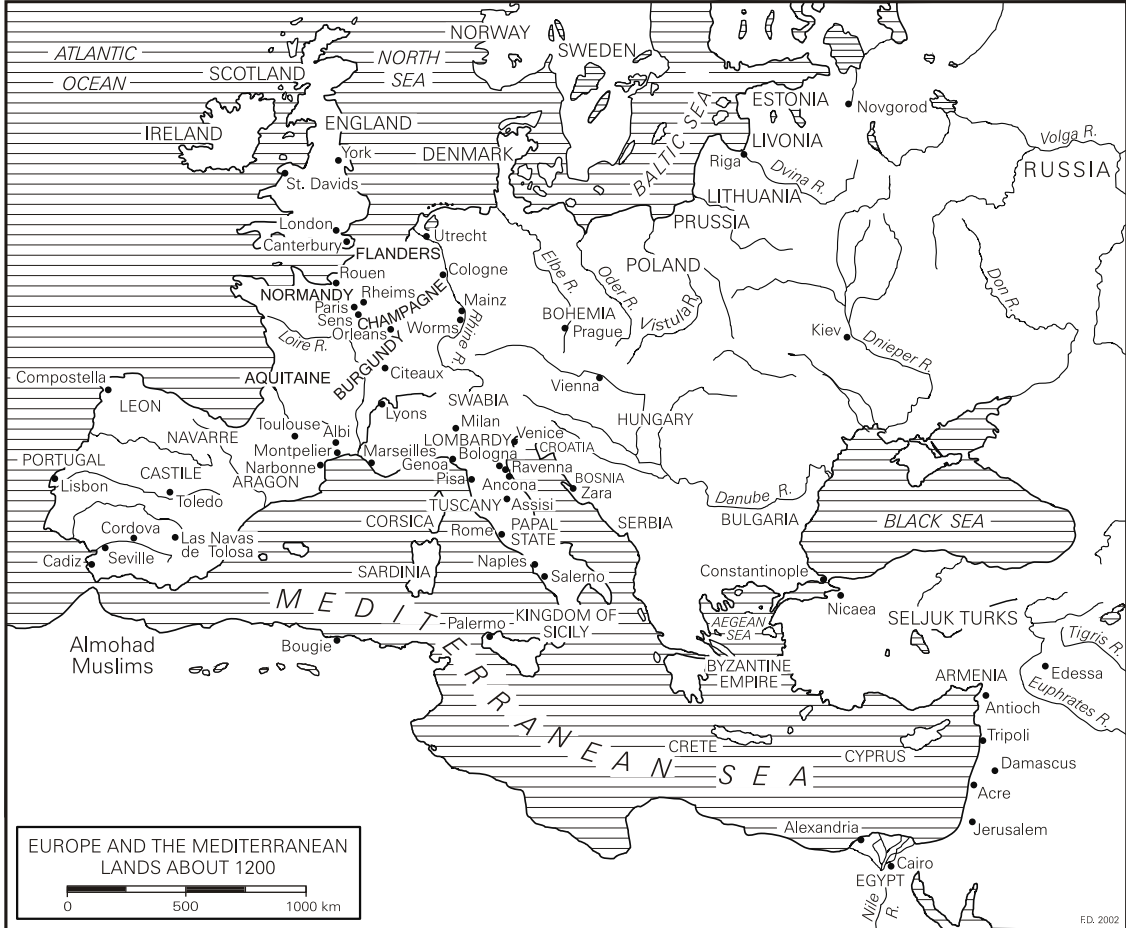 NORWAY
SWEDEN
ATLANTIC
OCEAN
NORTH
SEA
SCOTLAND
ESTONIA
Novgorod
IRELAND
ENGLAND
BALTIC SEA
LIVONIA
Volga R.
York
DENMARK
Riga
Dvina R.
RUSSIA
St. Davids
LITHUANIA
PRUSSIA
London
Utrecht
Canterbury
FLANDERS
Rouen
Cologne
Elbe R.
Oder R.
POLAND
Don R.
NORMANDY
Rheims
CHAMPAGNE
Mainz
Paris
Sens
BOHEMIA
Vistula R.
Orleans
Worms
Rhine R.
Prague
Kiev
Dnieper R.
Loire R.
BURGUNDY
Citeaux
Compostella
AQUITAINE
Vienna
LEON
SWABIA
Lyons
HUNGARY
Toulouse
Albi
Milan
NAVARRE
LOMBARDY
Venice
CROATIA
Montpelier
Marseilles
Bologna
PORTUGAL
Narbonne
Genoa
Ravenna
CASTILE
ARAGON
Pisa
Ancona
BOSNIA
Lisbon
Zara
Toledo
TUSCANY
Assisi
Danube R.
CORSICA
PAPAL
STATE
SERBIA
BULGARIA
BLACK SEA
Cordova
Las Navas
de Tolosa
Rome
Cadiz
Seville
SARDINIA
Naples
Salerno
Constantinople
Nicaea
MEDITERRANEAN SEA
KINGDOM OF
SICILY
AEGEAN
SEA
SELJUK TURKS
Palermo
Almohad
Muslims
Bougie
Tigris R.
BYZANTINE
EMPIRE
ARMENIA
Edessa
Euphrates R.
Antioch
CRETE
CYPRUS
Tripoli
Damascus
Acre
Alexandria
Jerusalem
Cairo
EGYPT
Nile
R.
EUROPE AND THE MEDITERRANEAN
LANDS ABOUT 1200
0 500 1000 km
F.D. 2002